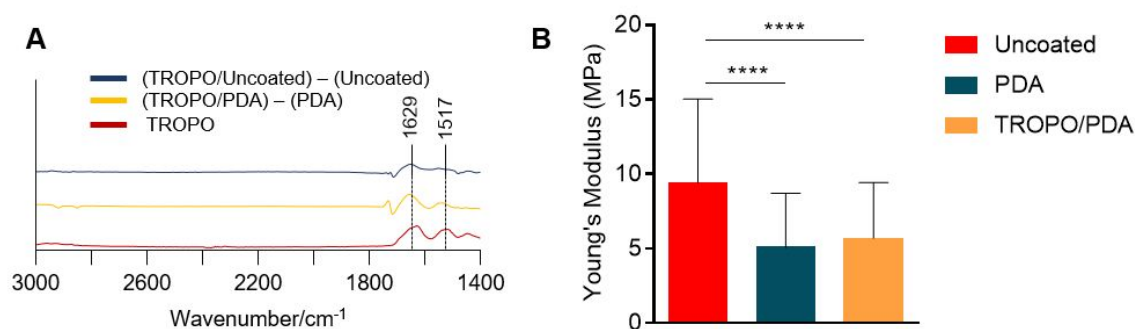 A
(TROPO/Uncoated) – (Uncoated)
(TROPO/PDA) – (PDA)
TROPO
1629
1517
3000 2600 2200 1800 1400
Wavenumber/cm-1
B
Young's Modulus (MPa)
20
15
10
5
0
****
****
Uncoated
PDA
TROPO/PDA